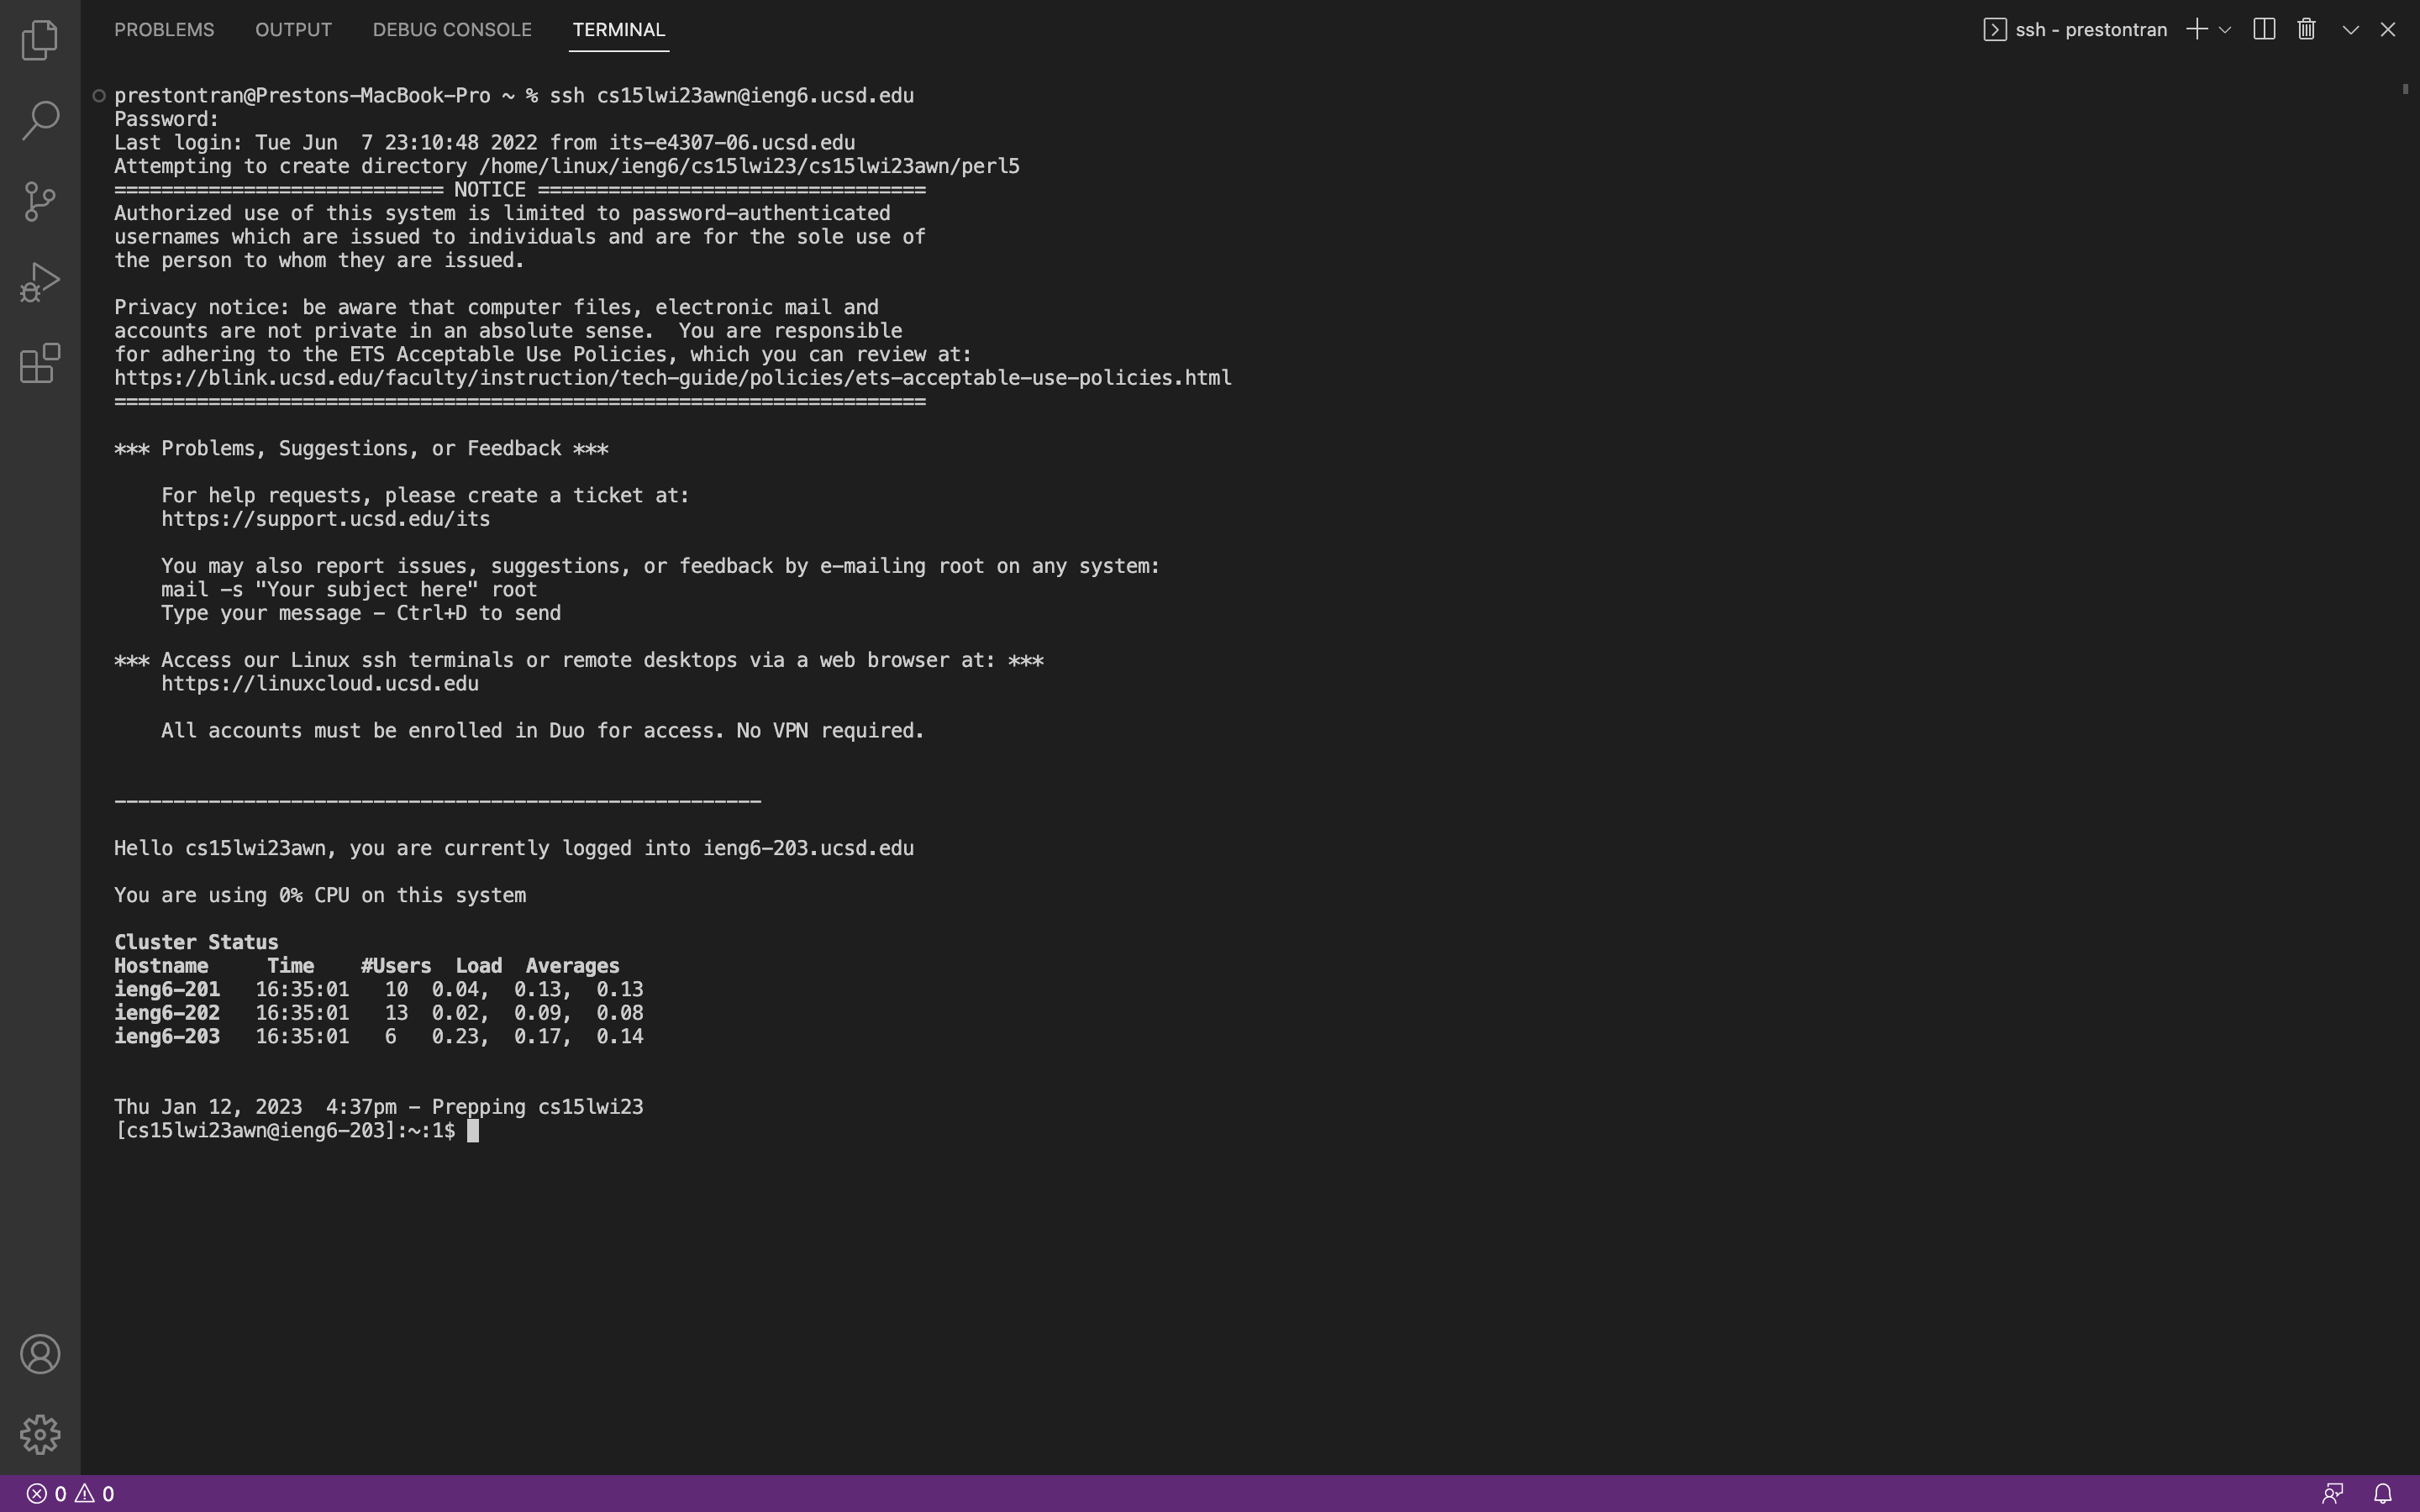 PROBLEMS OUTPUT DEBUG CONSOLE TERMINAL ssh - prestontran
prestontran@Prestons-MacBook-Pro ~ % ssh cs15lwi23awn@ieng6.ucsd.edu
Password:
Last login: Tue Jun  7 23:10:48 2022 from its-e4307-06.ucsd.edu
Attempting to create directory /home/linux/ieng6/cs15lwi23/cs15lwi23awn/perl5
============================ NOTICE =================================
Authorized use of this system is limited to password-authenticated
usernames which are issued to individuals and are for the sole use of
the person to whom they are issued.
Privacy notice: be aware that computer files, electronic mail and
accounts are not private in an absolute sense.  You are responsible
for adhering to the ETS Acceptable Use Policies, which you can review at:
https://blink.ucsd.edu/faculty/instruction/tech-guide/policies/ets-acceptable-use-policies.html
=====================================================================
*** Problems, Suggestions, or Feedback ***
For help requests, please create a ticket at:
https://support.ucsd.edu/its
You may also report issues, suggestions, or feedback by e-mailing root on any system:
mail -s "Your subject here" root
Type your message - Ctrl+D to send
*** Access our Linux ssh terminals or remote desktops via a web browser at: ***
https://linuxcloud.ucsd.edu
All accounts must be enrolled in Duo for access. No VPN required.
-------------------------------------------------------
Hello cs15lwi23awn, you are currently logged into ieng6-203.ucsd.edu
You are using 0% CPU on this system
Cluster Status
Hostname     Time    #Users  Load  Averages
ieng6-201   16:35:01   10  0.04,  0.13,  0.13
ieng6-202   16:35:01   13  0.02,  0.09,  0.08
ieng6-203   16:35:01   6   0.23,  0.17,  0.14
Thu Jan 12, 2023  4:37pm - Prepping cs15lwi23
[cs15lwi23awn@ieng6-203]:~:1$
0 0